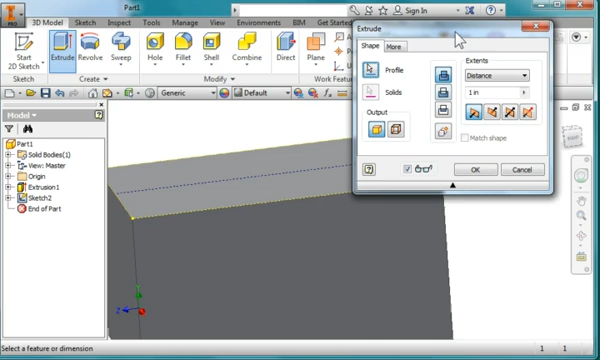 PRO
Part1
Sign In
3D Model Sketch Inspect Tools Manage View Environments BIM Get Started
Start
2D Sketch
Extrude Revolve Sweep
Hole Fillet Shell Combine
Plane
Sketch Create Modify Work Features
Generic Default
Extrude
Shape More
Profile
Solids
Output
Extents
Distance
1 in
Match shape
OK Cancel
Model
Part1
Solid Bodies(1)
View: Master
Origin
Extrusion1
Sketch2
End of Part
Z
Select a feature or dimension
1 1